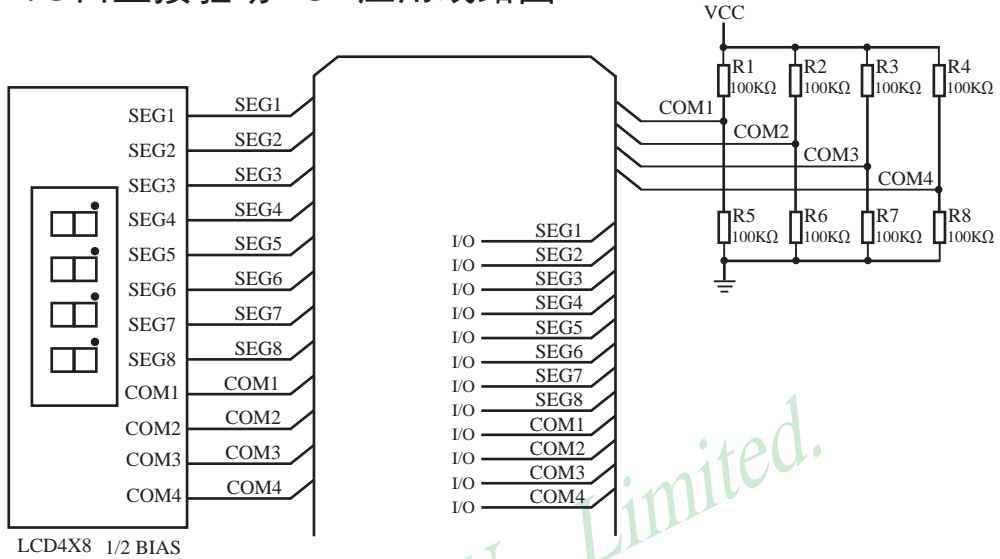 VCC
R1 R2 R3 R4
100KΩ 100KΩ 100KΩ 100KΩ
COM1
COM2
COM3
COM4
R5 R6 R7 R8
100KΩ 100KΩ 100KΩ 100KΩ
SEG1 SEG1
SEG2 SEG2
SEG3 SEG3
SEG4 SEG4
SEG5 SEG5
SEG6 SEG6
SEG7 SEG7
SEG8 SEG8
COM1 COM1
COM2 COM2
COM3 COM3
COM4 COM4
I/O SEG1
I/O SEG2
I/O SEG3
I/O SEG4
I/O SEG5
I/O SEG6
I/O SEG7
I/O SEG8
I/O COM1
I/O COM2
I/O COM3
I/O COM4
LCD4X8 1/2 BIAS
Limited.